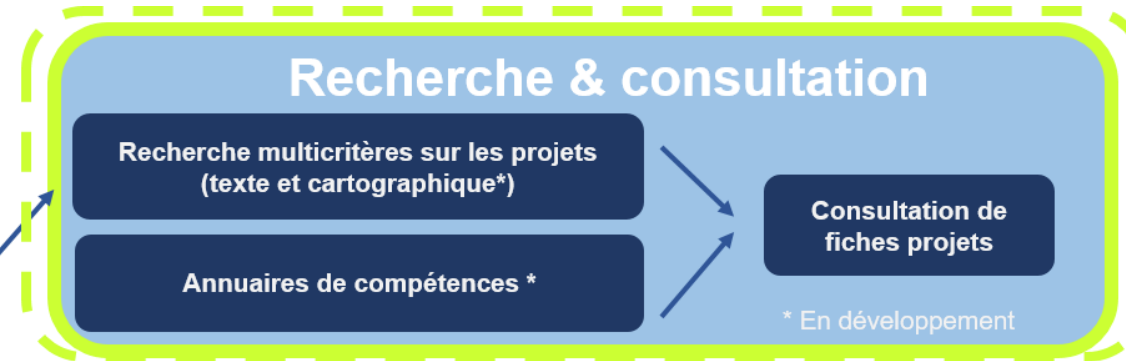 Recherche & consultation
Recherche multicritères sur les projets
(texte et cartographique*)
Annuaires de compétences *
Consultation de
fiches projets
* En développement